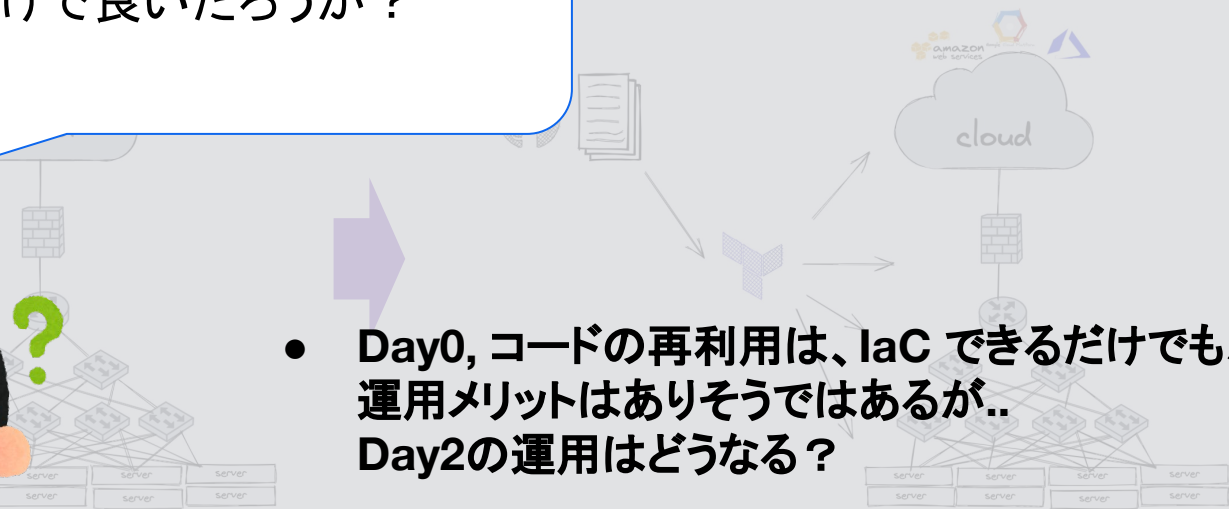 けで良いだろうか？
amazon
web services
cloud
?
● Day0, コードの再利用は、IaC できるだけでも
運用メリットはありそうではあるが..
Day2の運用はどうなる？
server server server
server server server
server server server server
server server server server